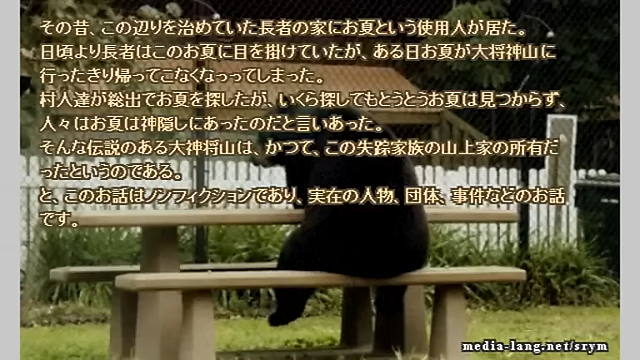 その昔、この辺りを治めていた長者の家にお夏という使用人が居た。
日頃より長者はこのお夏に目を掛けていたが、ある日お夏が大将神山に
行ったきり帰ってこなくなっってしまった。
村人達が総出でお夏を探したが、いくら探してもとうとうお夏は見つからず、
人々はお夏は神隠しにあったのだと言いあった。
そんな伝説のある大神将山は、かつて、この失踪家族の山上家の所有だ
ったというのである。
と、このお話はノンフィクションであり、実在の人物、団体、事件などのお話
です。
media-lang.net/srym